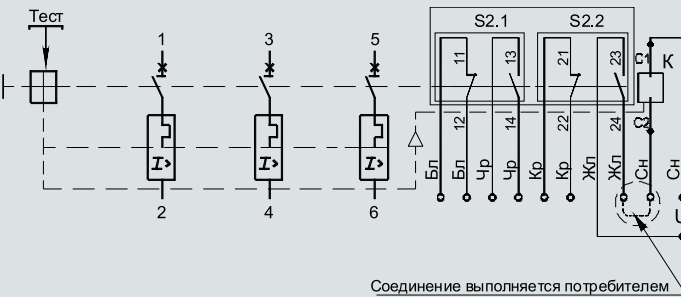 Тест
1 3 5
S2.1 S2.2
11 13 21 23
С1 К
12 14 22 24 С2
I> I> I>
Бл Бл Чр Чр Кр Кр Жл Жл Сн Сн
2 4 6
Соединение выполняется потребителем